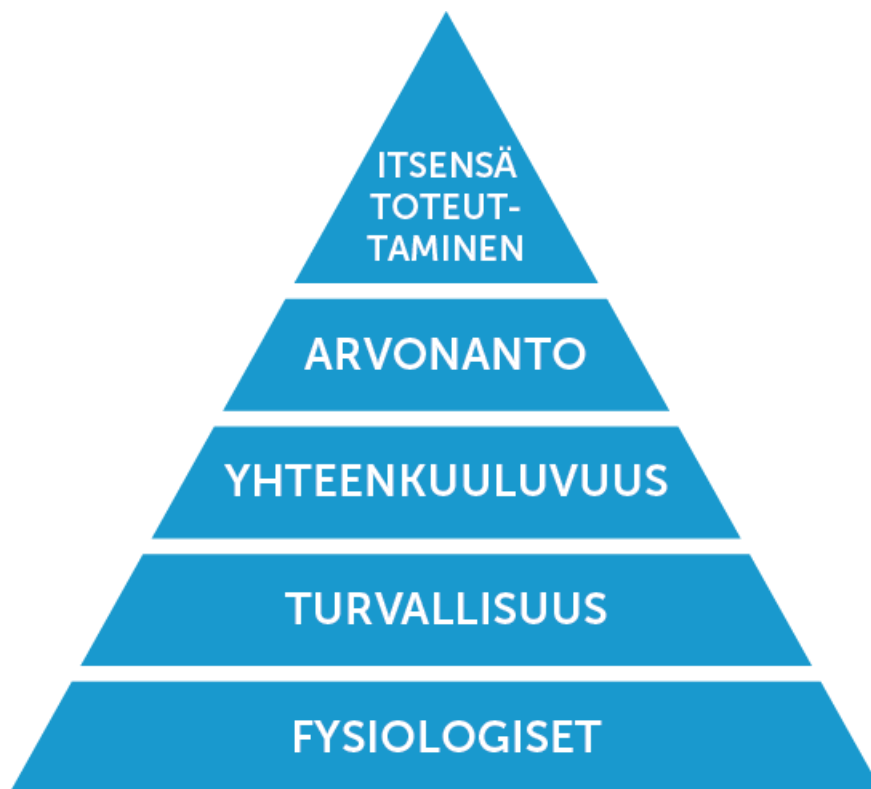 ITSENSÄ
TOTEUT-
TAMINEN
ARVONANTO
YHTEENKUULUVUUS
TURVALLISUUS
FYSIOLOGISET